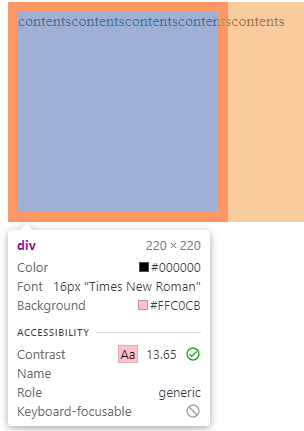 contentscontentscontentscontentscontents
div 220 × 220
Color #000000
Font 16px "Times New Roman"
Background #FFC0CB
ACCESSIBILITY
Contrast Aa 13.65
Name
Role generic
Keyboard-focusable